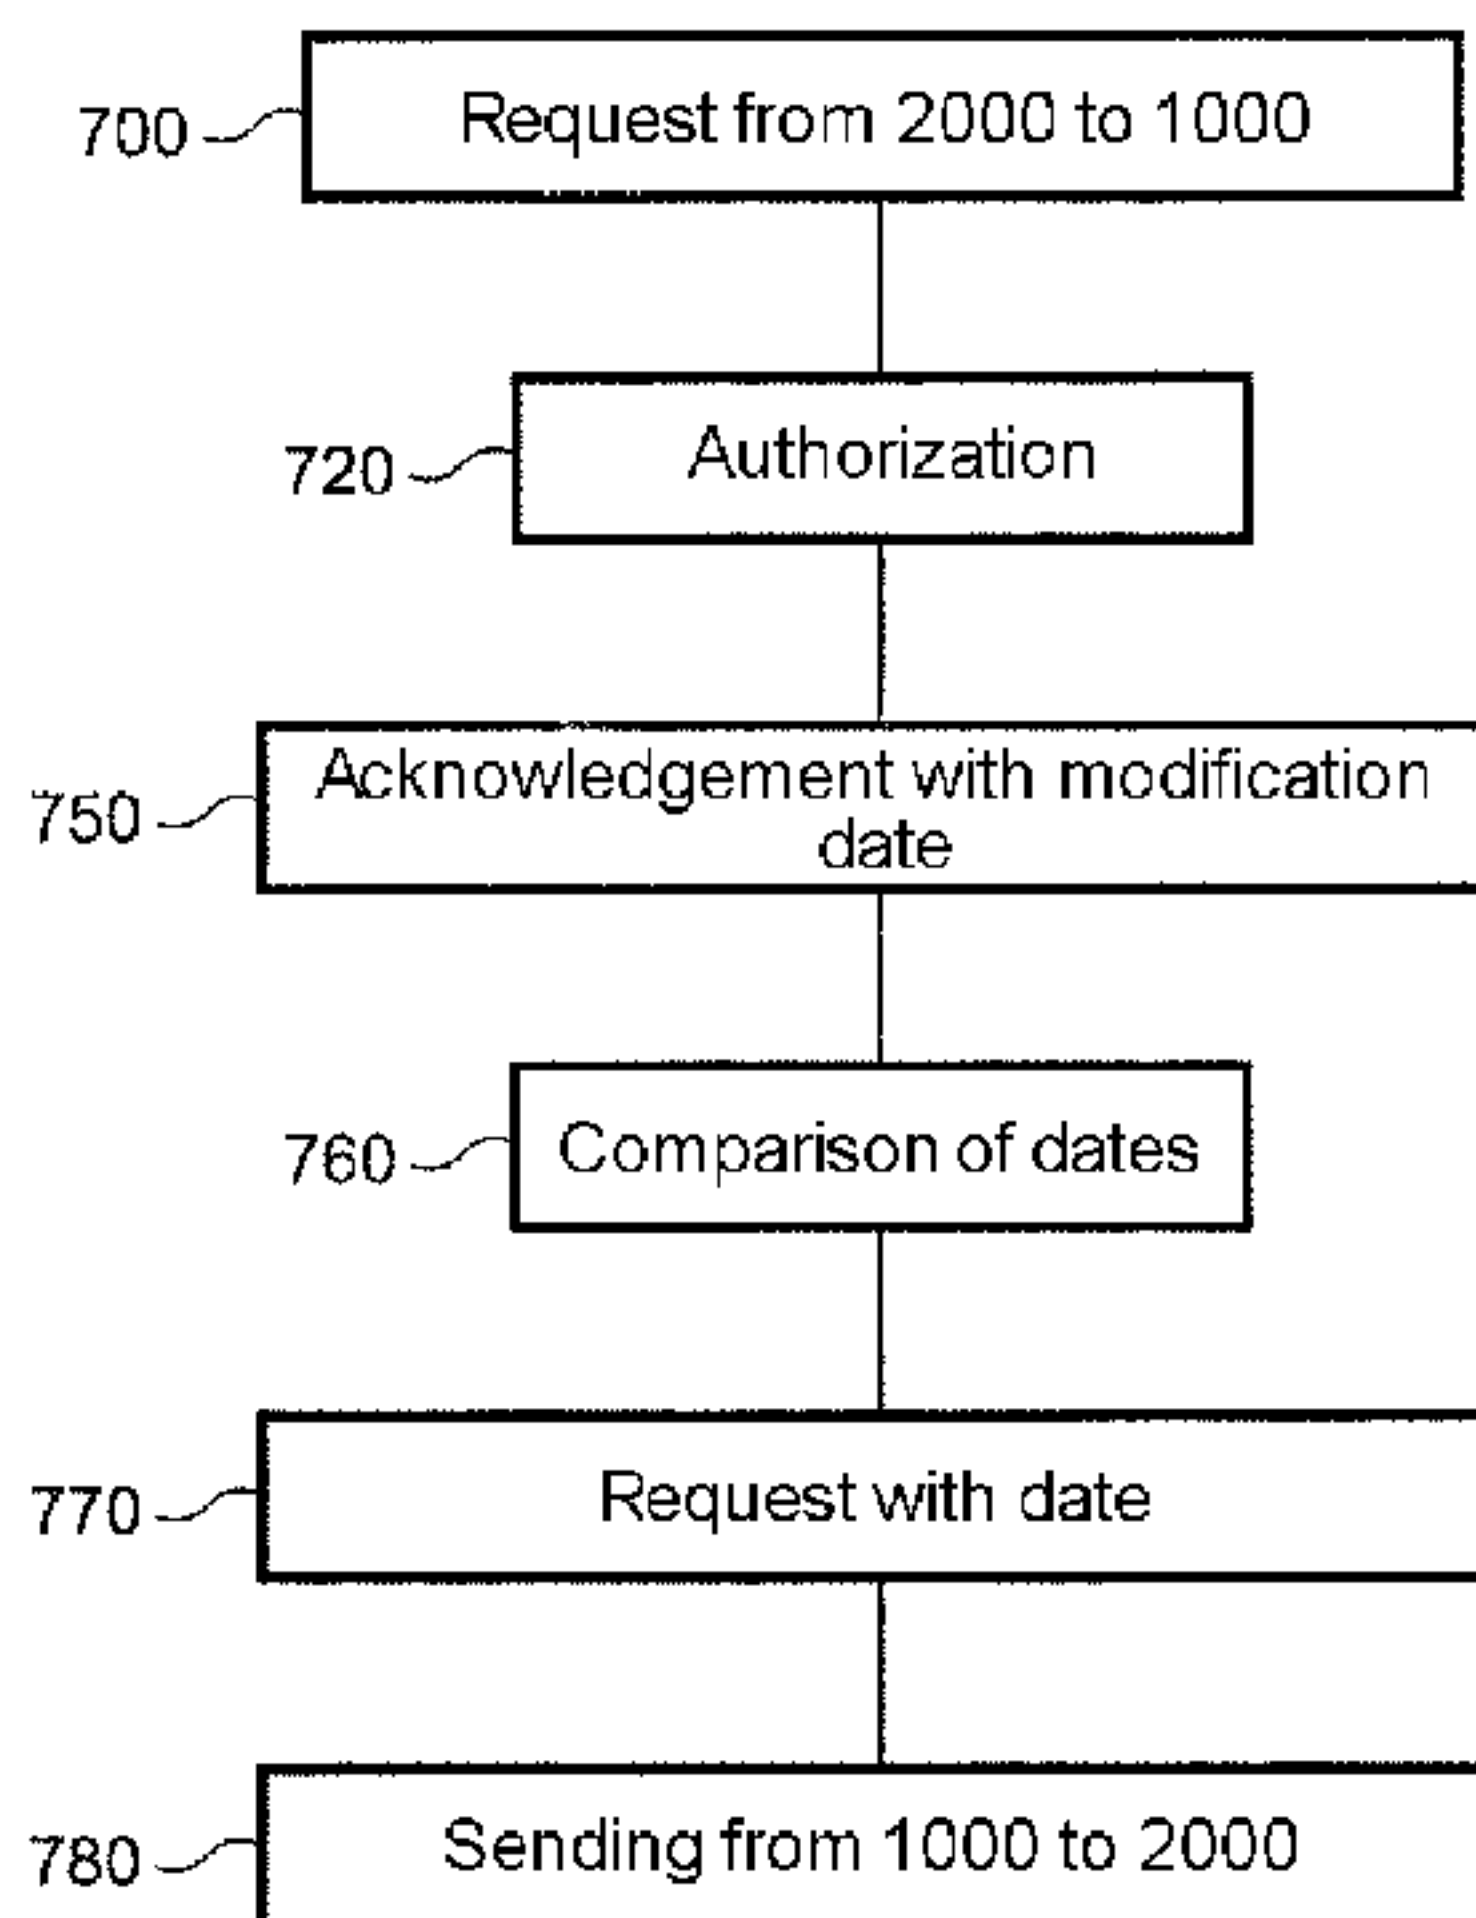 700 Request from 2000 to 1000
720 Authorization
750 Acknowledgement with modification
date
760 Comparison of dates
770 Request with date
780 Sending from 1000 to 2000